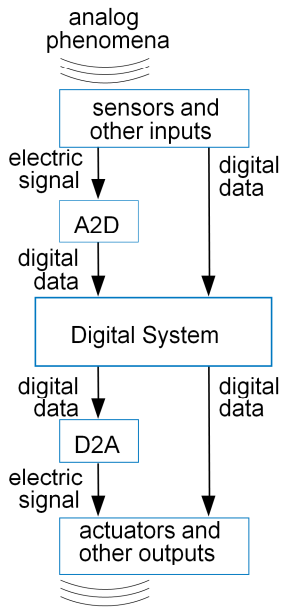 analog
phenomena
sensors and
other inputs
electric
signal
digital
data
A2D
digital
data
Digital System
digital
data
digital
data
D2A
electric
signal
actuators and
other outputs